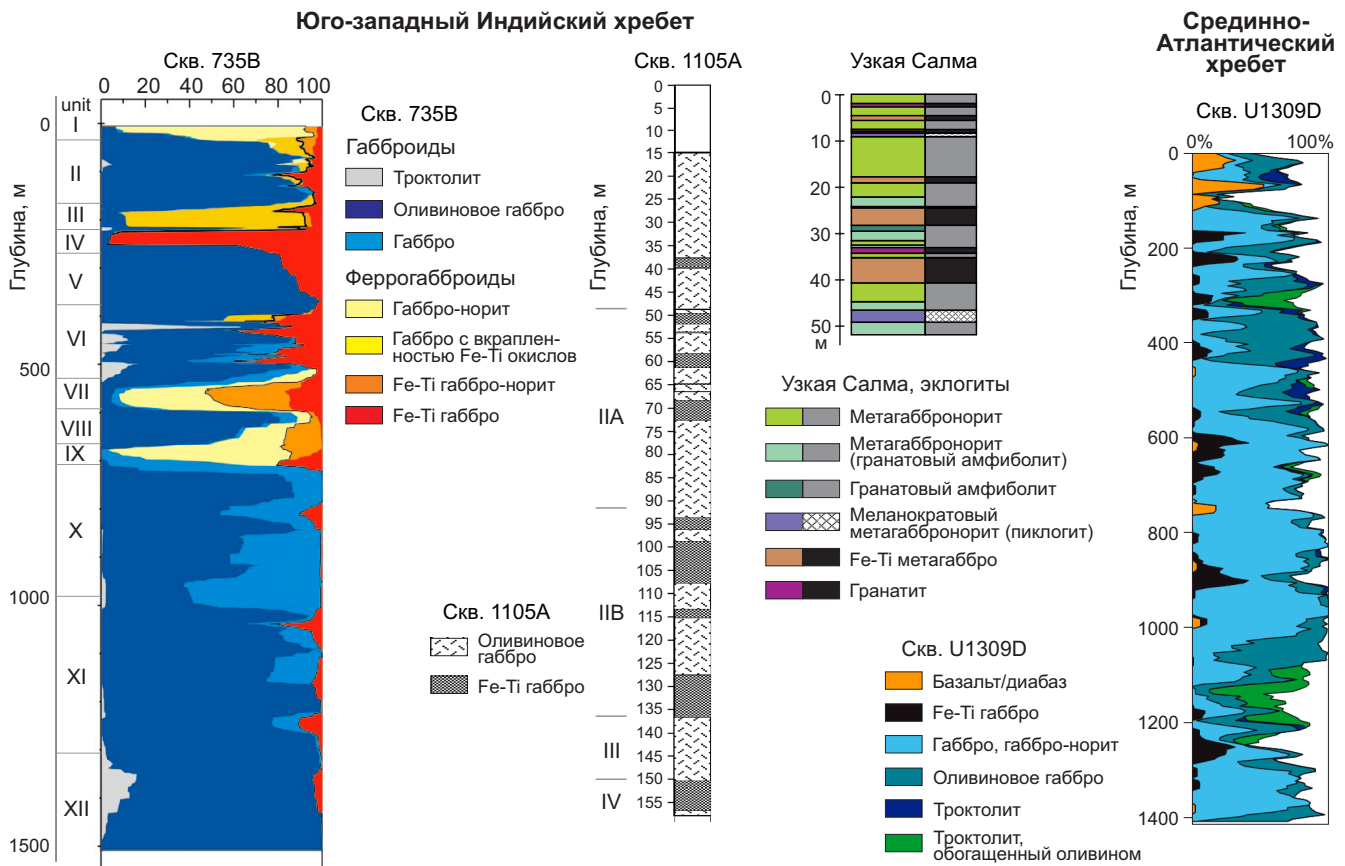 Юго-западный Индийский хребет
Срединно-
Атлантический
хребет
Скв. 735B
0 20 40 60 80 100
unit
Глубина, м
0
500
1000
1500
I
II
III
IV
V
VI
VII
VIII
IX
X
XI
XII
Скв. 735B
Габброиды
Троктолит
Оливиновое габбро
Габбро
Феррогабброиды
Габбро-норит
Габбро с вкраплен-
ностью Fe-Ti окислов
Fe-Ti габбро-норит
Fe-Ti габбро
Скв. 1105A
Оливиновое
габбро
Fe-Ti габбро
Скв. 1105A
Глубина, м
0
5
10
15
20
25
30
35
40
45
50
55
60
65
70
75
80
85
90
95
100
105
110
115
120
125
130
135
140
145
150
155
IIA
IIB
III
IV
Узкая Салма
0
10
20
30
40
50
м
Узкая Салма, эклогиты
Метагаббронорит
Метагаббронорит
(гранатовый амфиболит)
Гранатовый амфиболит
Меланократовый
метагаббронорит (пиклогит)
Fe-Ti метагаббро
Гранатит
Скв. U1309D
Базальт/диабаз
Fe-Ti габбро
Габбро, габбро-норит
Оливиновое габбро
Троктолит
Троктолит,
обогащенный оливином
Скв. U1309D
0% 100%
Глубина, м
0
200
400
600
800
1000
1200
1400